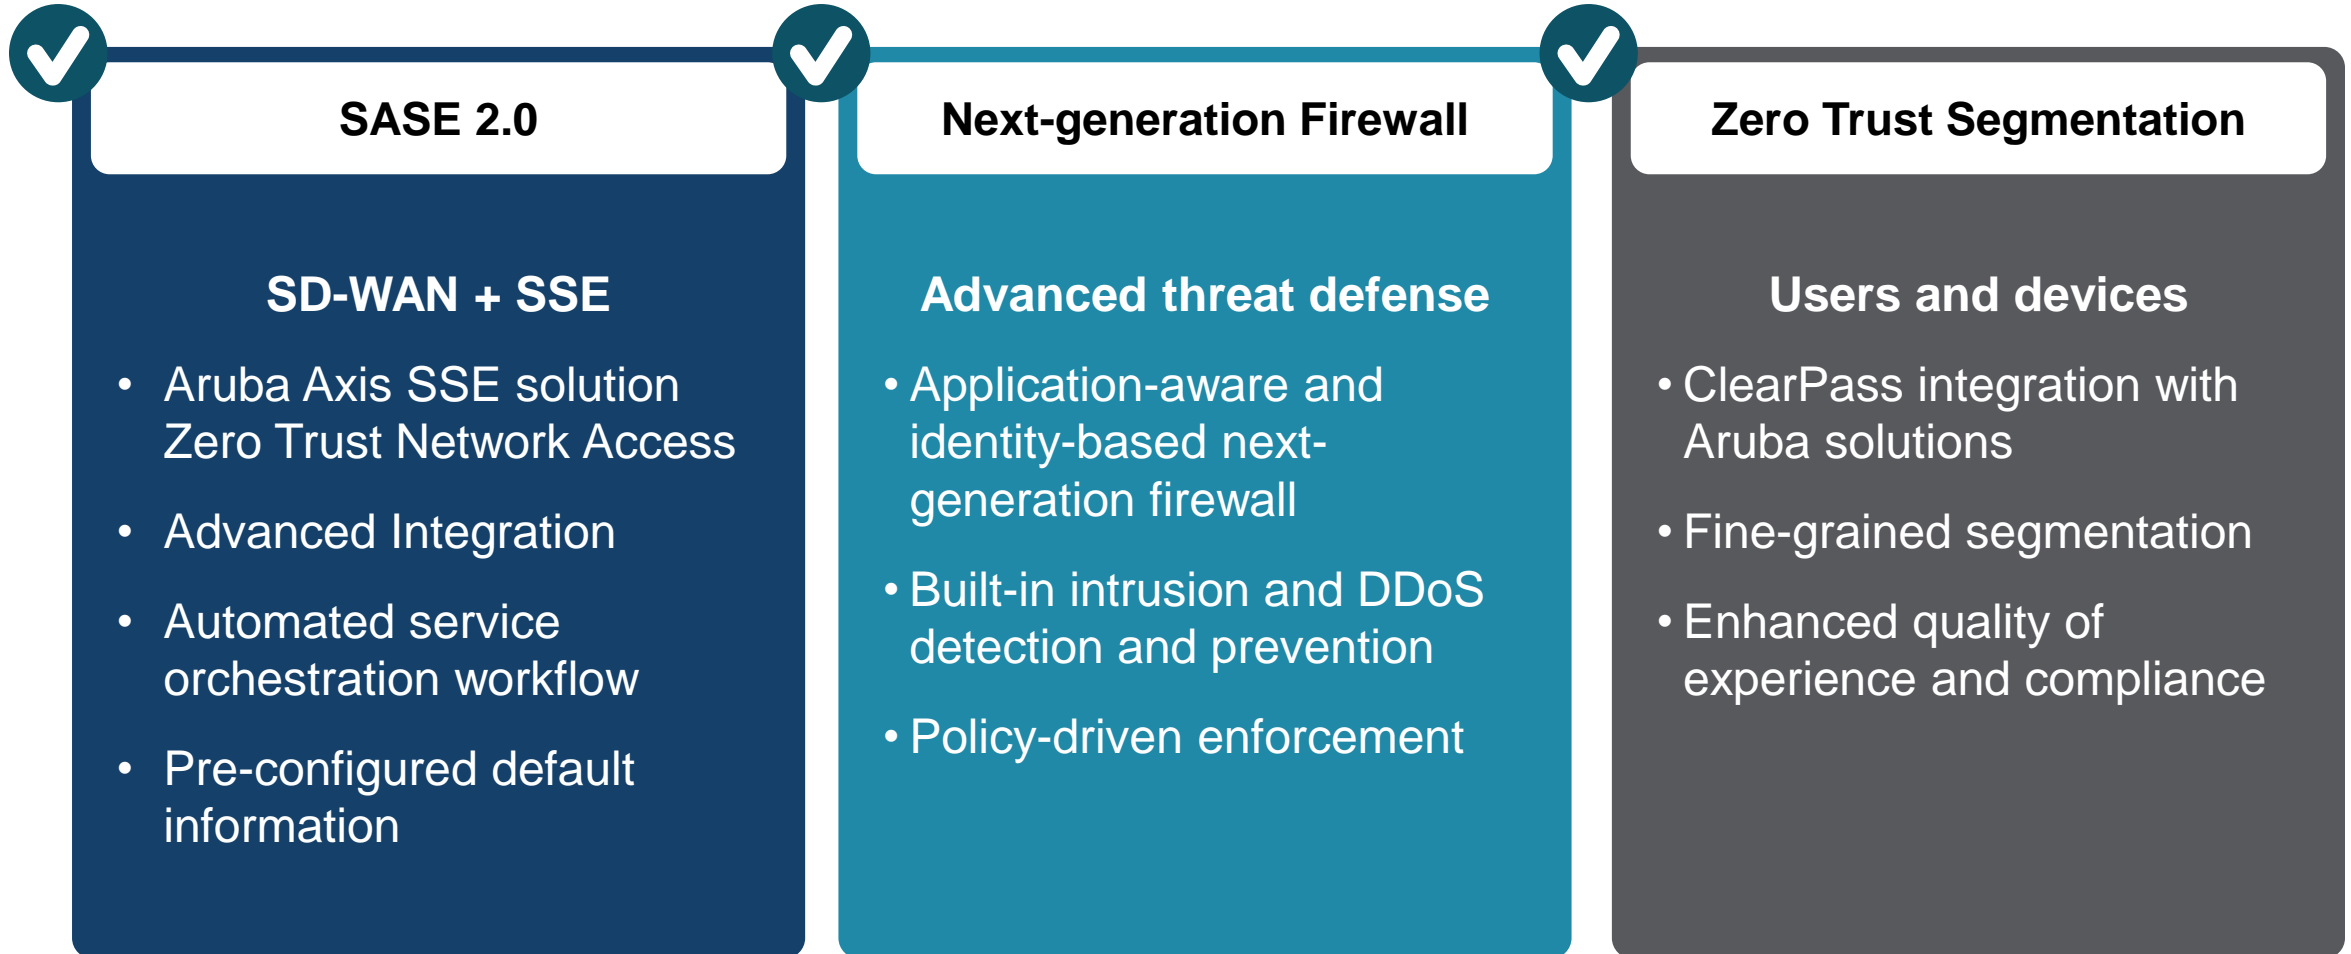 SASE 2.0
SD-WAN + SSE
• Aruba Axis SSE solution
Zero Trust Network Access
• Advanced Integration
• Automated service
orchestration workflow
• Pre-configured default
information
Next-generation Firewall
Advanced threat defense
• Application-aware and
identity-based next-
generation firewall
• Built-in intrusion and DDoS
detection and prevention
• Policy-driven enforcement
Zero Trust Segmentation
Users and devices
• ClearPass integration with
Aruba solutions
• Fine-grained segmentation
• Enhanced quality of
experience and compliance